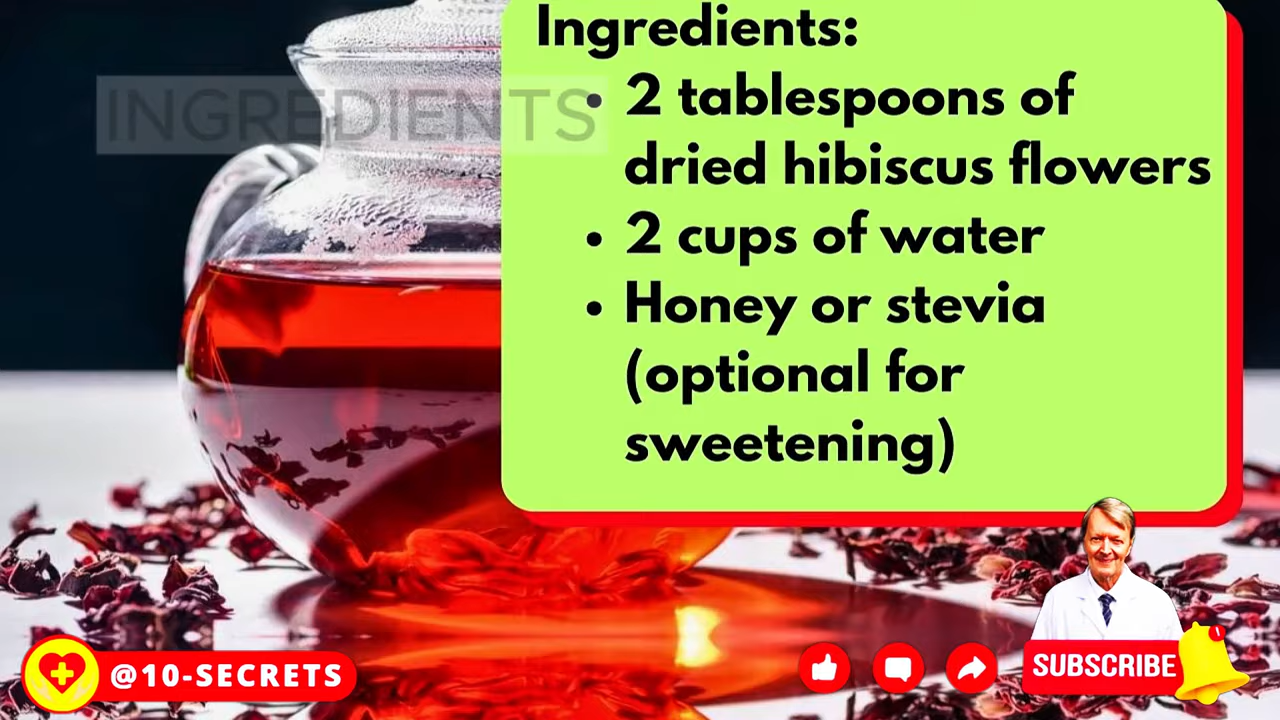 Ingredients:
INGREDIENTS
• 2 tablespoons of
dried hibiscus flowers
• 2 cups of water
• Honey or stevia
(optional for
sweetening)
@10-SECRETS
SUBSCRIBE